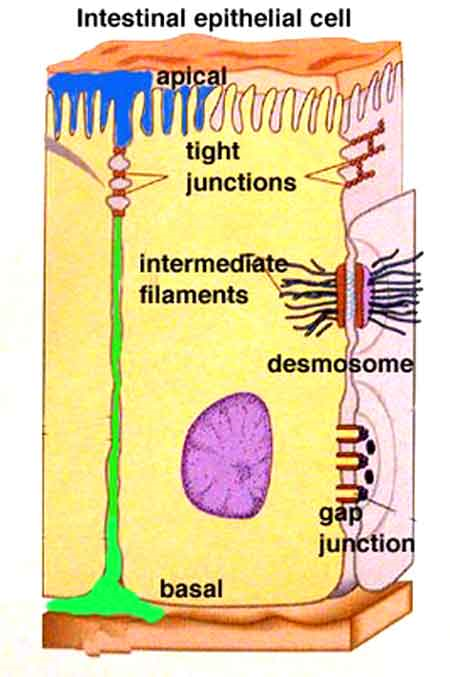 Intestinal epithelial cell
apical
tight
junctions
intermediate
filaments
desmosome
gap
junction
basal